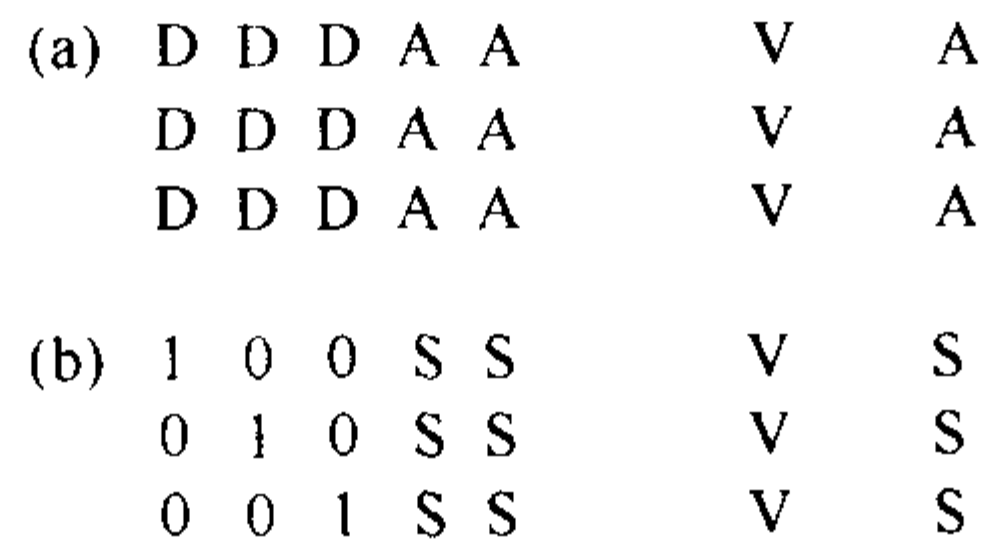 (a) D D D A A V A
D D D A A V A
D D D A A V A
(b) 1 0 0 S S V S
0 1 0 S S V S
0 0 1 S S V S